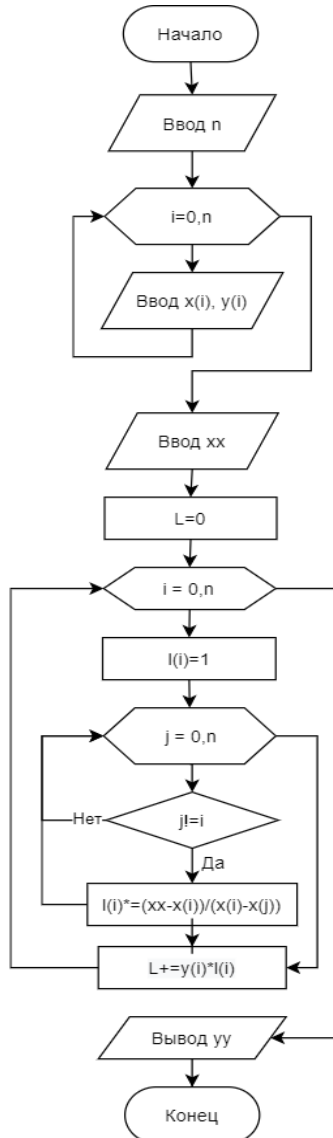 Начало
Ввод n
i=0,n
Ввод x(i), y(i)
Ввод xx
L=0
i = 0,n
l(i)=1
j = 0,n
j!=i
Нет
Да
l(i)*=(xx-x(i))/(x(i)-x(j))
L+=y(i)*l(i)
Вывод yy
Конец